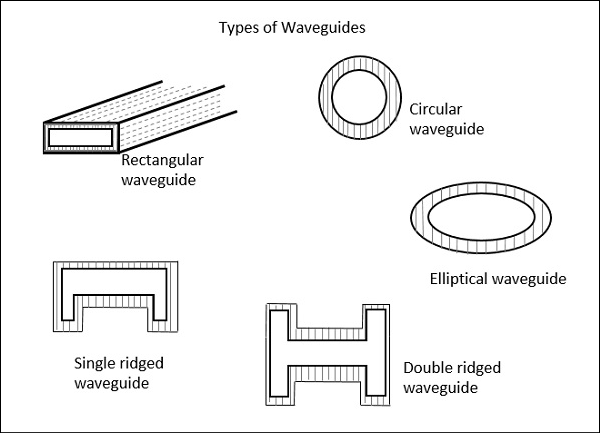 Types of Waveguides
Rectangular
waveguide
Circular
waveguide
Elliptical waveguide
Single ridged
waveguide
Double ridged
waveguide